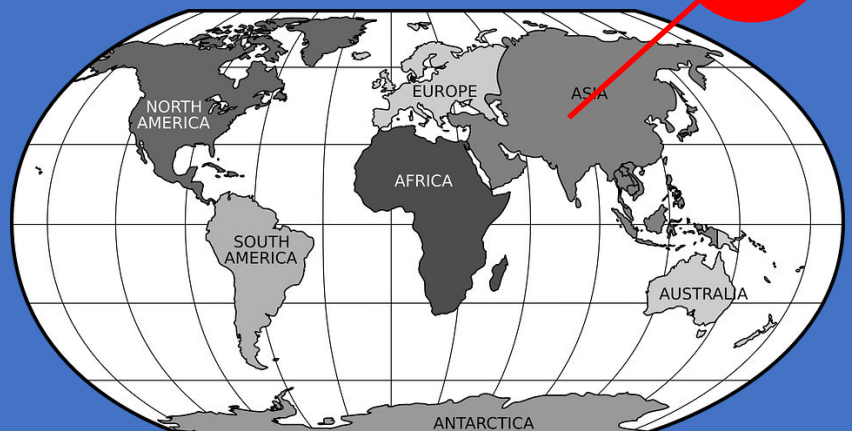 EUROPE
ASIA
NORTH
AMERICA
AFRICA
SOUTH
AMERICA
AUSTRALIA
ANTARCTICA